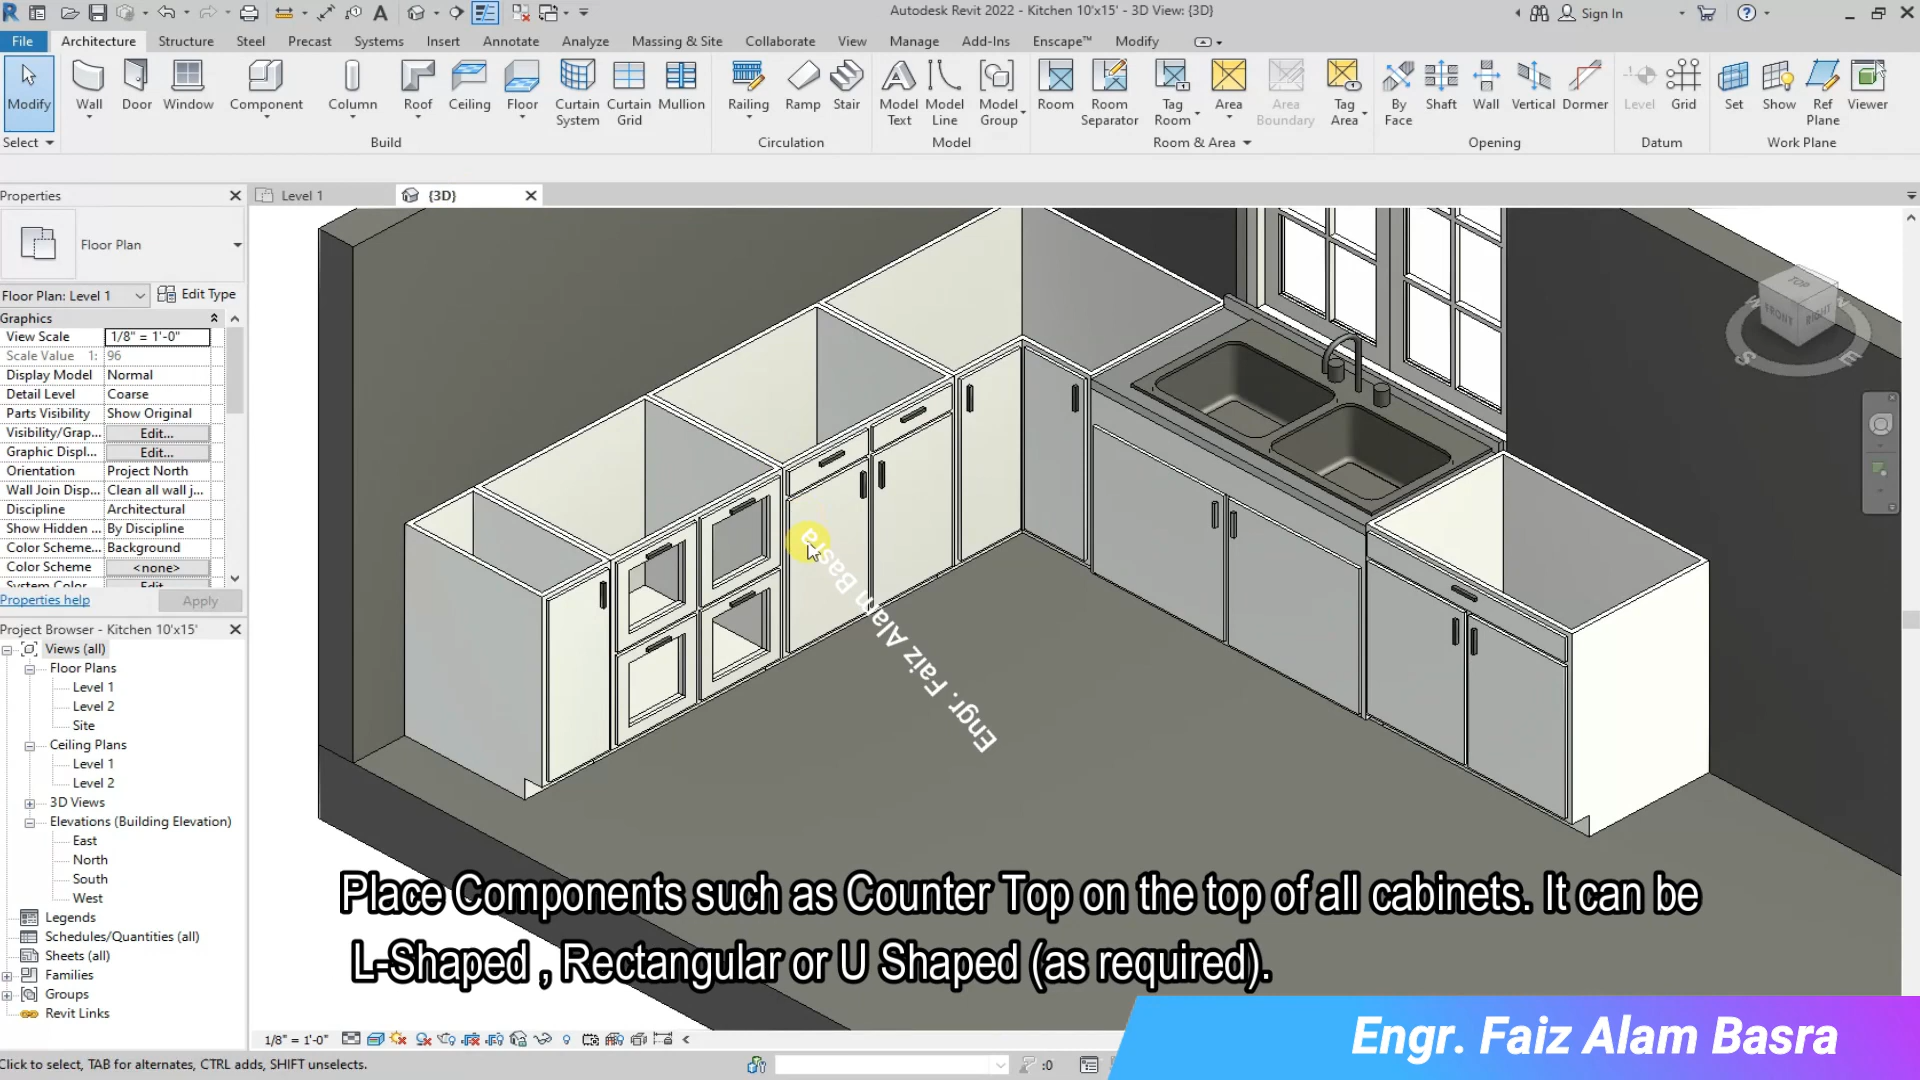 Autodesk Revit 2022 - Kitchen 10'x15' - 3D View: {3D}
Sign In
File Architecture Structure Steel Precast Systems Insert Annotate Analyze Massing & Site Collaborate View Manage Add-Ins Enscape™ Modify
Modify Wall Door Window Component Column Roof Ceiling Floor Curtain System Curtain Grid Mullion Railing Ramp Stair Model Text Model Line Model Group Room Room Separator Tag Room Area Area Boundary Tag Area By Face Shaft Wall Vertical Dormer Level Grid Set Show Ref Plane Viewer
Select Build Circulation Model Room & Area Opening Datum Work Plane
Properties
Level 1
{3D}
Floor Plan
Floor Plan: Level 1 Edit Type
Graphics
View Scale 1/8" = 1'-0"
Scale Value 1: 96
Display Model Normal
Detail Level Coarse
Parts Visibility Show Original
Visibility/Grap... Edit...
Graphic Displ... Edit...
Orientation Project North
Wall Join Disp... Clean all wall j...
Discipline Architectural
Show Hidden ... By Discipline
Color Scheme... Background
Color Scheme <none>
System Color Edit
Properties help Apply
Project Browser - Kitchen 10'x15'
Views (all)
Floor Plans
Level 1
Level 2
Site
Ceiling Plans
Level 1
Level 2
3D Views
Elevations (Building Elevation)
East
North
South
West
Legends
Schedules/Quantities (all)
Sheets (all)
Families
Groups
Revit Links
TOP
FRONT
RIGHT
W
N
S
E
Engr. Faiz Alam Basra
Place Components such as Counter Top on the top of all cabinets. It can be
L-Shaped , Rectangular or U Shaped (as required).
1/8" = 1'-0"
Engr. Faiz Alam Basra
Click to select, TAB for alternates, CTRL adds, SHIFT unselects.
:0